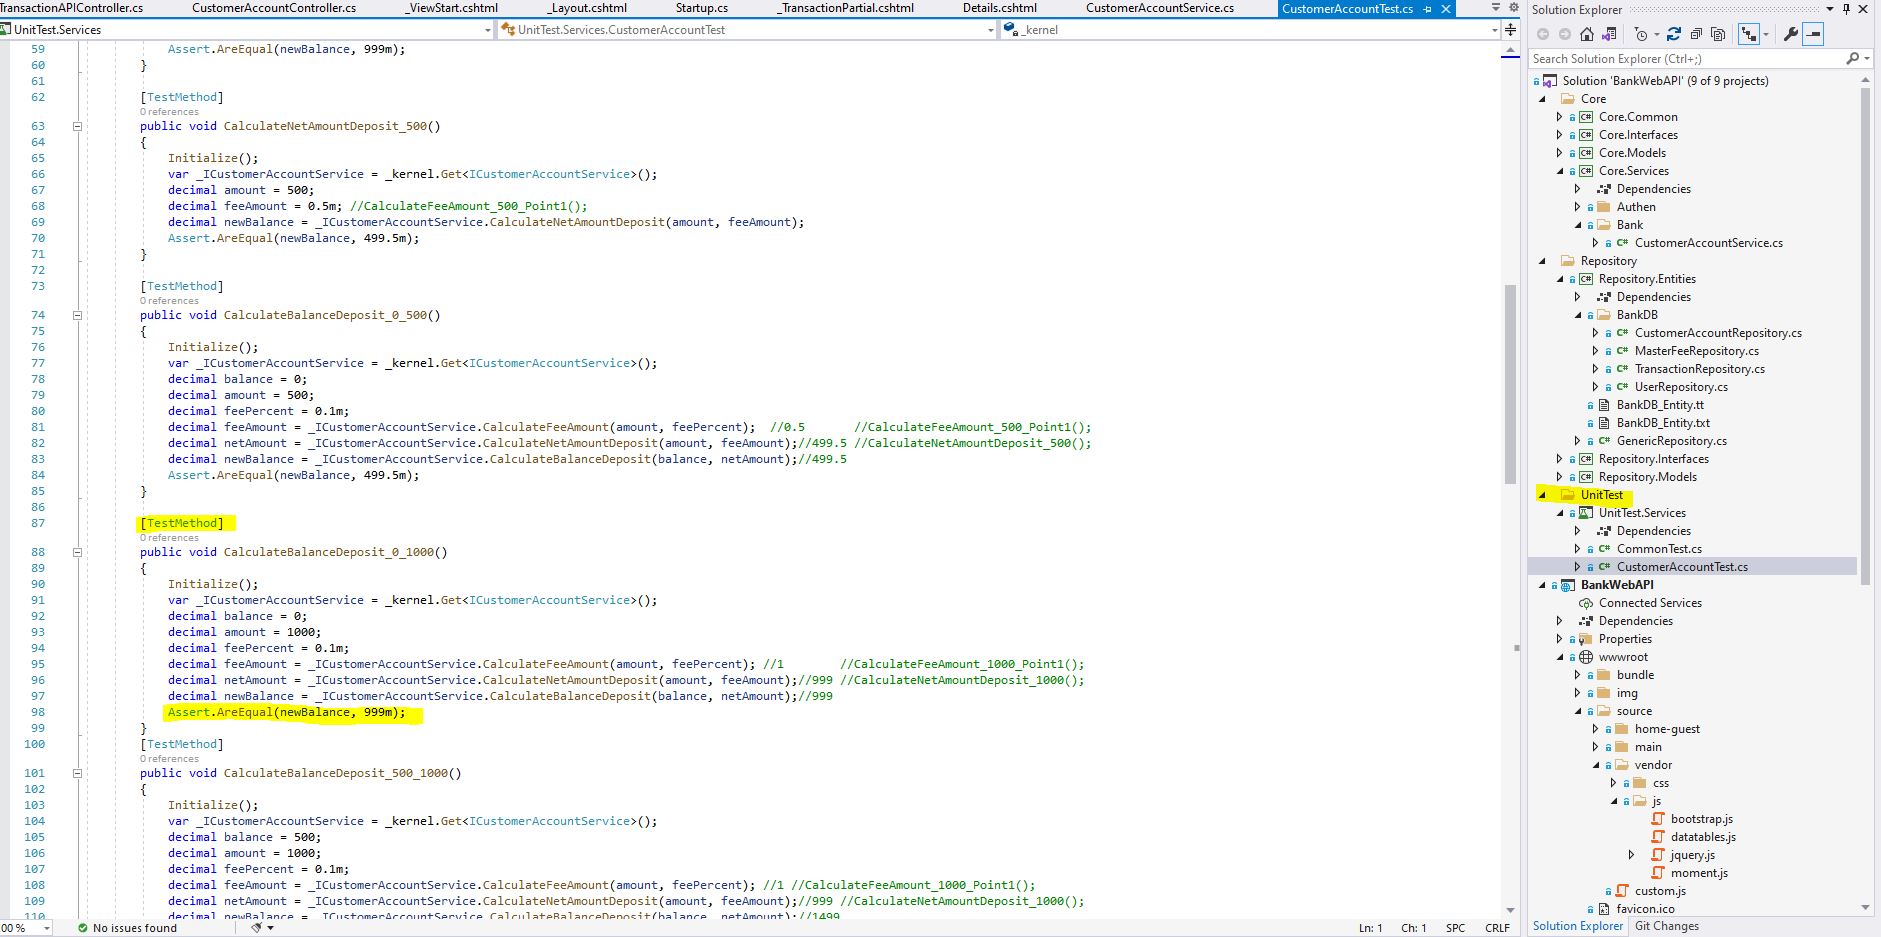 TransactionAPIController.cs CustomerAccountController.cs _ViewStart.cshtml _Layout.cshtml Startup.cs _TransactionPartial.cshtml Details.cshtml CustomerAccountService.cs CustomerAccountTest.cs
UnitTest.Services UnitTest.Services.CustomerAccountTest _kernel
59 Assert.AreEqual(newBalance, 999m);
60 }
61
62 [TestMethod]
0 references
63 public void CalculateNetAmountDeposit_500()
64 {
65 Initialize();
66 var _ICustomerAccountService = _kernel.Get<ICustomerAccountService>();
67 decimal amount = 500;
68 decimal feeAmount = 0.5m; //CalculateFeeAmount_500_Point1();
69 decimal newBalance = _ICustomerAccountService.CalculateNetAmountDeposit(amount, feeAmount);
70 Assert.AreEqual(newBalance, 499.5m);
71 }
72
73 [TestMethod]
0 references
74 public void CalculateBalanceDeposit_0_500()
75 {
76 Initialize();
77 var _ICustomerAccountService = _kernel.Get<ICustomerAccountService>();
78 decimal balance = 0;
79 decimal amount = 500;
80 decimal feePercent = 0.1m;
81 decimal feeAmount = _ICustomerAccountService.CalculateFeeAmount(amount, feePercent); //0.5 //CalculateFeeAmount_500_Point1();
82 decimal netAmount = _ICustomerAccountService.CalculateNetAmountDeposit(amount, feeAmount);//499.5 //CalculateNetAmountDeposit_500();
83 decimal newBalance = _ICustomerAccountService.CalculateBalanceDeposit(balance, netAmount);//499.5
84 Assert.AreEqual(newBalance, 499.5m);
85 }
86
87 [TestMethod]
0 references
88 public void CalculateBalanceDeposit_0_1000()
89 {
90 Initialize();
91 var _ICustomerAccountService = _kernel.Get<ICustomerAccountService>();
92 decimal balance = 0;
93 decimal amount = 1000;
94 decimal feePercent = 0.1m;
95 decimal feeAmount = _ICustomerAccountService.CalculateFeeAmount(amount, feePercent); //1 //CalculateFeeAmount_1000_Point1();
96 decimal netAmount = _ICustomerAccountService.CalculateNetAmountDeposit(amount, feeAmount);//999 //CalculateNetAmountDeposit_1000();
97 decimal newBalance = _ICustomerAccountService.CalculateBalanceDeposit(balance, netAmount);//999
98 Assert.AreEqual(newBalance, 999m);
99 }
100 [TestMethod]
0 references
101 public void CalculateBalanceDeposit_500_1000()
102 {
103 Initialize();
104 var _ICustomerAccountService = _kernel.Get<ICustomerAccountService>();
105 decimal balance = 500;
106 decimal amount = 1000;
107 decimal feePercent = 0.1m;
108 decimal feeAmount = _ICustomerAccountService.CalculateFeeAmount(amount, feePercent); //1 //CalculateFeeAmount_1000_Point1();
109 decimal netAmount = _ICustomerAccountService.CalculateNetAmountDeposit(amount, feeAmount);//999 //CalculateNetAmountDeposit_1000();
110 decimal newBalance = _ICustomerAccountService.CalculateBalanceDeposit(balance, netAmount);//1499
00 % No issues found Ln: 1 Ch: 1 SPC CRLF
Solution Explorer
Search Solution Explorer (Ctrl+;)
Solution 'BankWebAPI' (9 of 9 projects)
Core
C# Core.Common
C# Core.Interfaces
C# Core.Models
C# Core.Services
Dependencies
Authen
Bank
C# CustomerAccountService.cs
Repository
C# Repository.Entities
Dependencies
BankDB
C# CustomerAccountRepository.cs
C# MasterFeeRepository.cs
C# TransactionRepository.cs
C# UserRepository.cs
BankDB_Entity.tt
BankDB_Entity.txt
C# GenericRepository.cs
C# Repository.Interfaces
C# Repository.Models
UnitTest
UnitTest.Services
Dependencies
C# CommonTest.cs
C# CustomerAccountTest.cs
BankWebAPI
Connected Services
Dependencies
Properties
wwwroot
bundle
img
source
home-guest
main
vendor
css
js
bootstrap.js
datatables.js
jquery.js
moment.js
custom.js
favicon.ico
Solution Explorer Git Changes